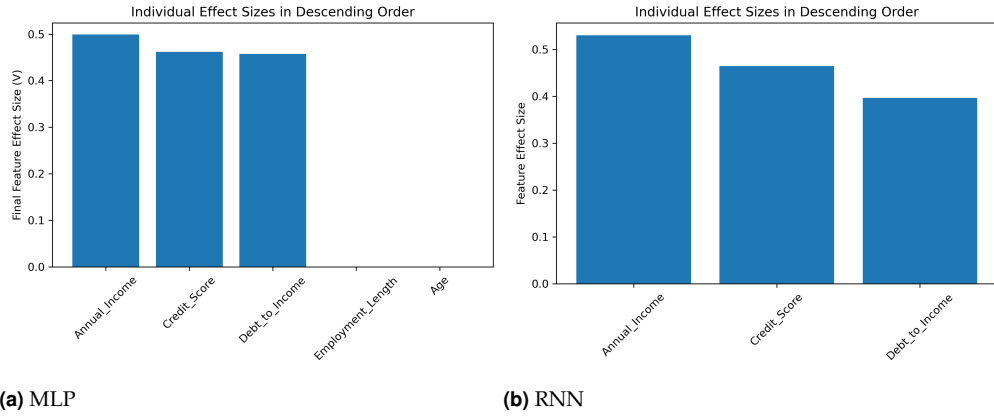 Individual Effect Sizes in Descending Order
Final Feature Effect Size (V)
0.5
0.4
0.3
0.2
0.1
0.0
Annual_Income
Credit_Score
Debt_to_Income
Employment_Length
Age
(a) MLP
Individual Effect Sizes in Descending Order
Feature Effect Size
0.5
0.4
0.3
0.2
0.1
0.0
Annual_Income
Credit_Score
Debt_to_Income
(b) RNN